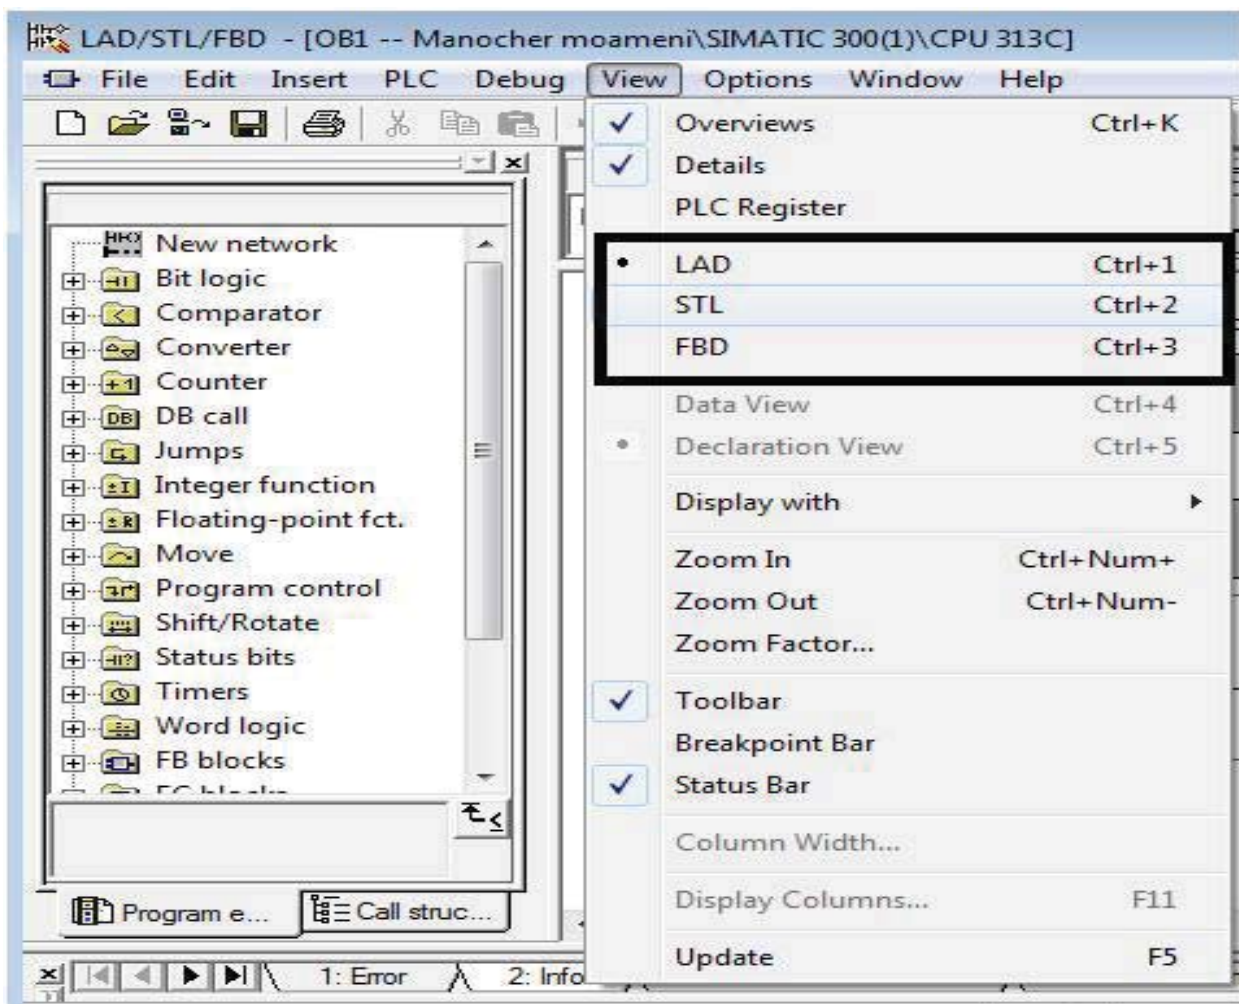 LAD/STL/FBD - [OB1 -- Manocher moameni\SIMATIC 300(1)\CPU 313C]
File Edit Insert PLC Debug View Options Window Help
New network
Bit logic
Comparator
Converter
Counter
DB call
Jumps
Integer function
Floating-point fct.
Move
Program control
Shift/Rotate
Status bits
Timers
Word logic
FB blocks
Program e...
Call struc...
1: Error
2: Info
Overviews Ctrl+K
Details
PLC Register
LAD Ctrl+1
STL Ctrl+2
FBD Ctrl+3
Data View Ctrl+4
Declaration View Ctrl+5
Display with
Zoom In Ctrl+Num+
Zoom Out Ctrl+Num-
Zoom Factor...
Toolbar
Breakpoint Bar
Status Bar
Column Width...
Display Columns... F11
Update F5